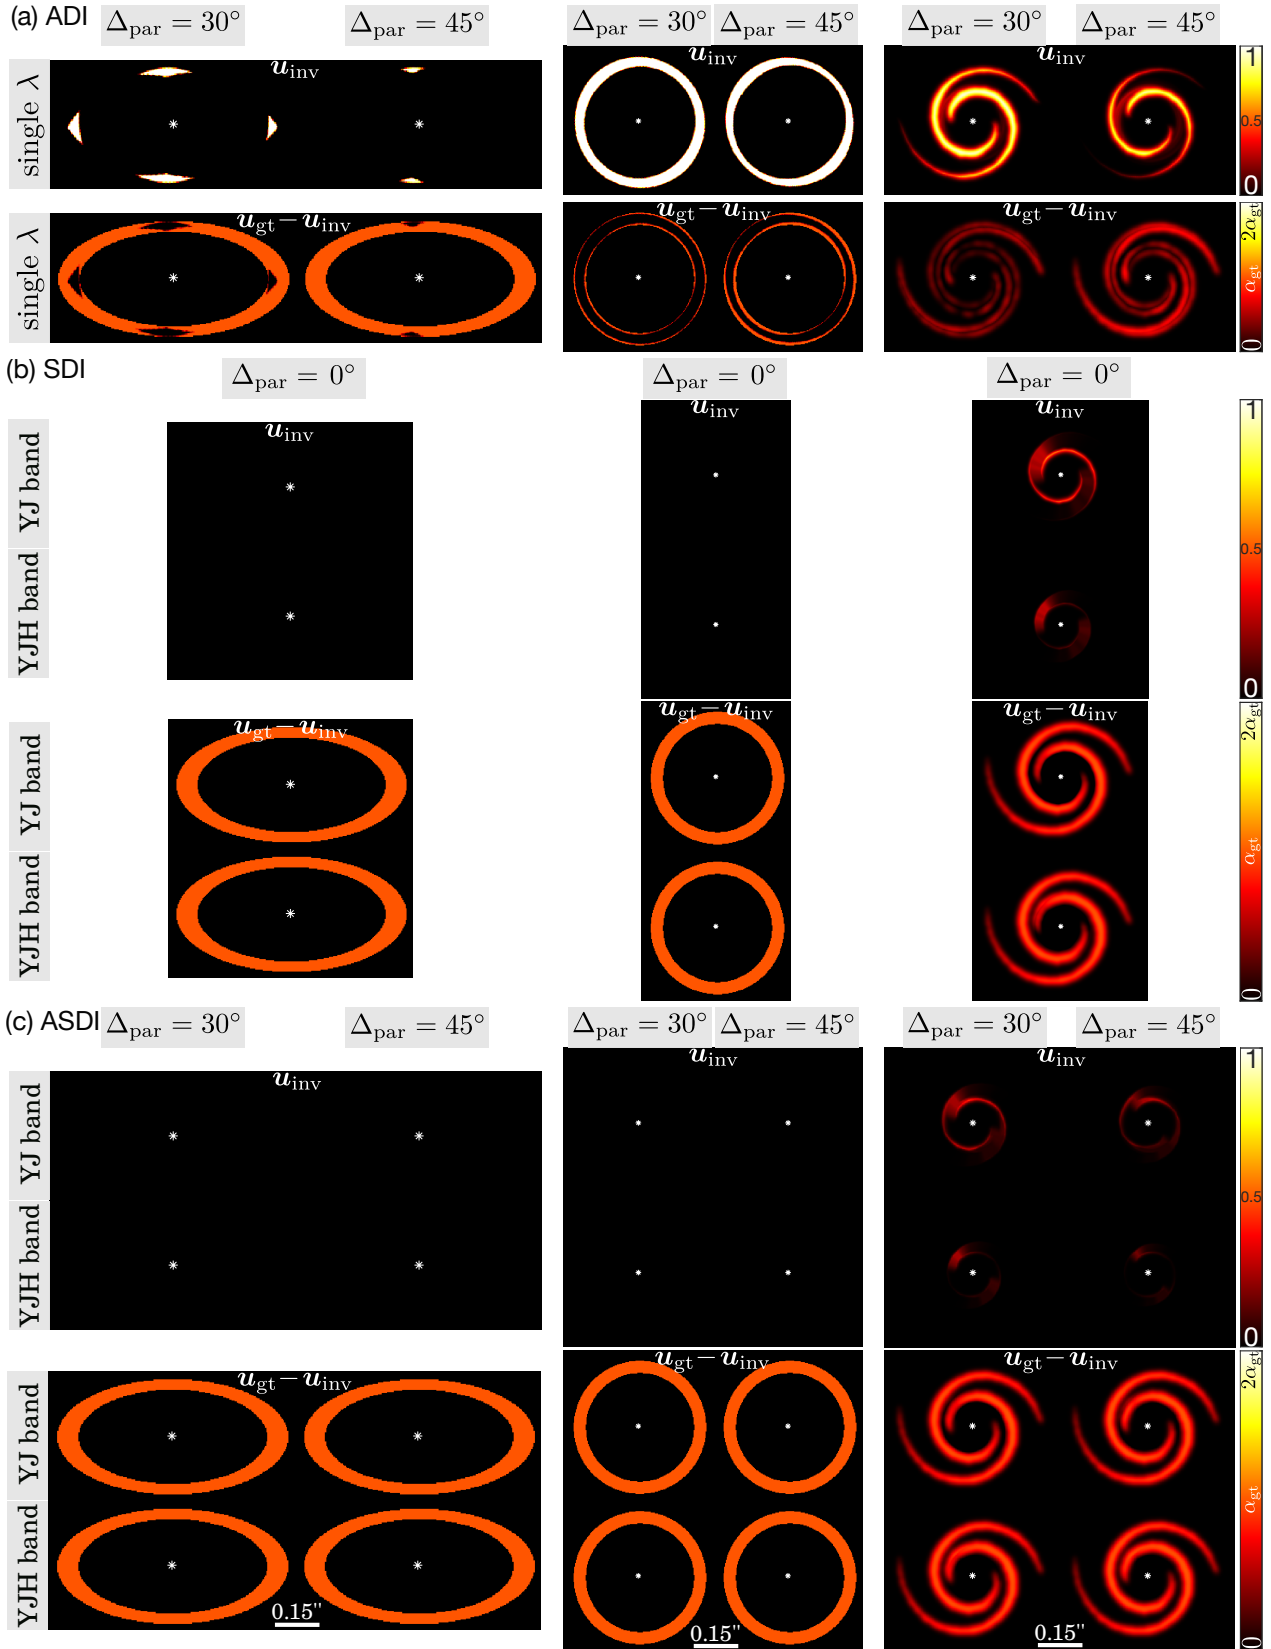 (a) ADI
Δpar = 30° Δpar = 45° Δpar = 30° Δpar = 45° Δpar = 30° Δpar = 45°
single λ
uinv uinv uinv
1
0.5
0
single λ
ugt − uinv ugt − uinv ugt − uinv
2αgt
αgt
0
(b) SDI
Δpar = 0° Δpar = 0° Δpar = 0°
YJ band
uinv uinv uinv
1
0.5
YJH band
0
YJ band
ugt − uinv ugt − uinv ugt − uinv
2αgt
αgt
YJH band
0
(c) ASDI
Δpar = 30° Δpar = 45° Δpar = 30° Δpar = 45° Δpar = 30° Δpar = 45°
YJ band
uinv uinv uinv
1
0.5
YJH band
0
YJ band
ugt − uinv ugt − uinv ugt − uinv
2αgt
αgt
YJH band
0.15" 0.15" 0.15"
0